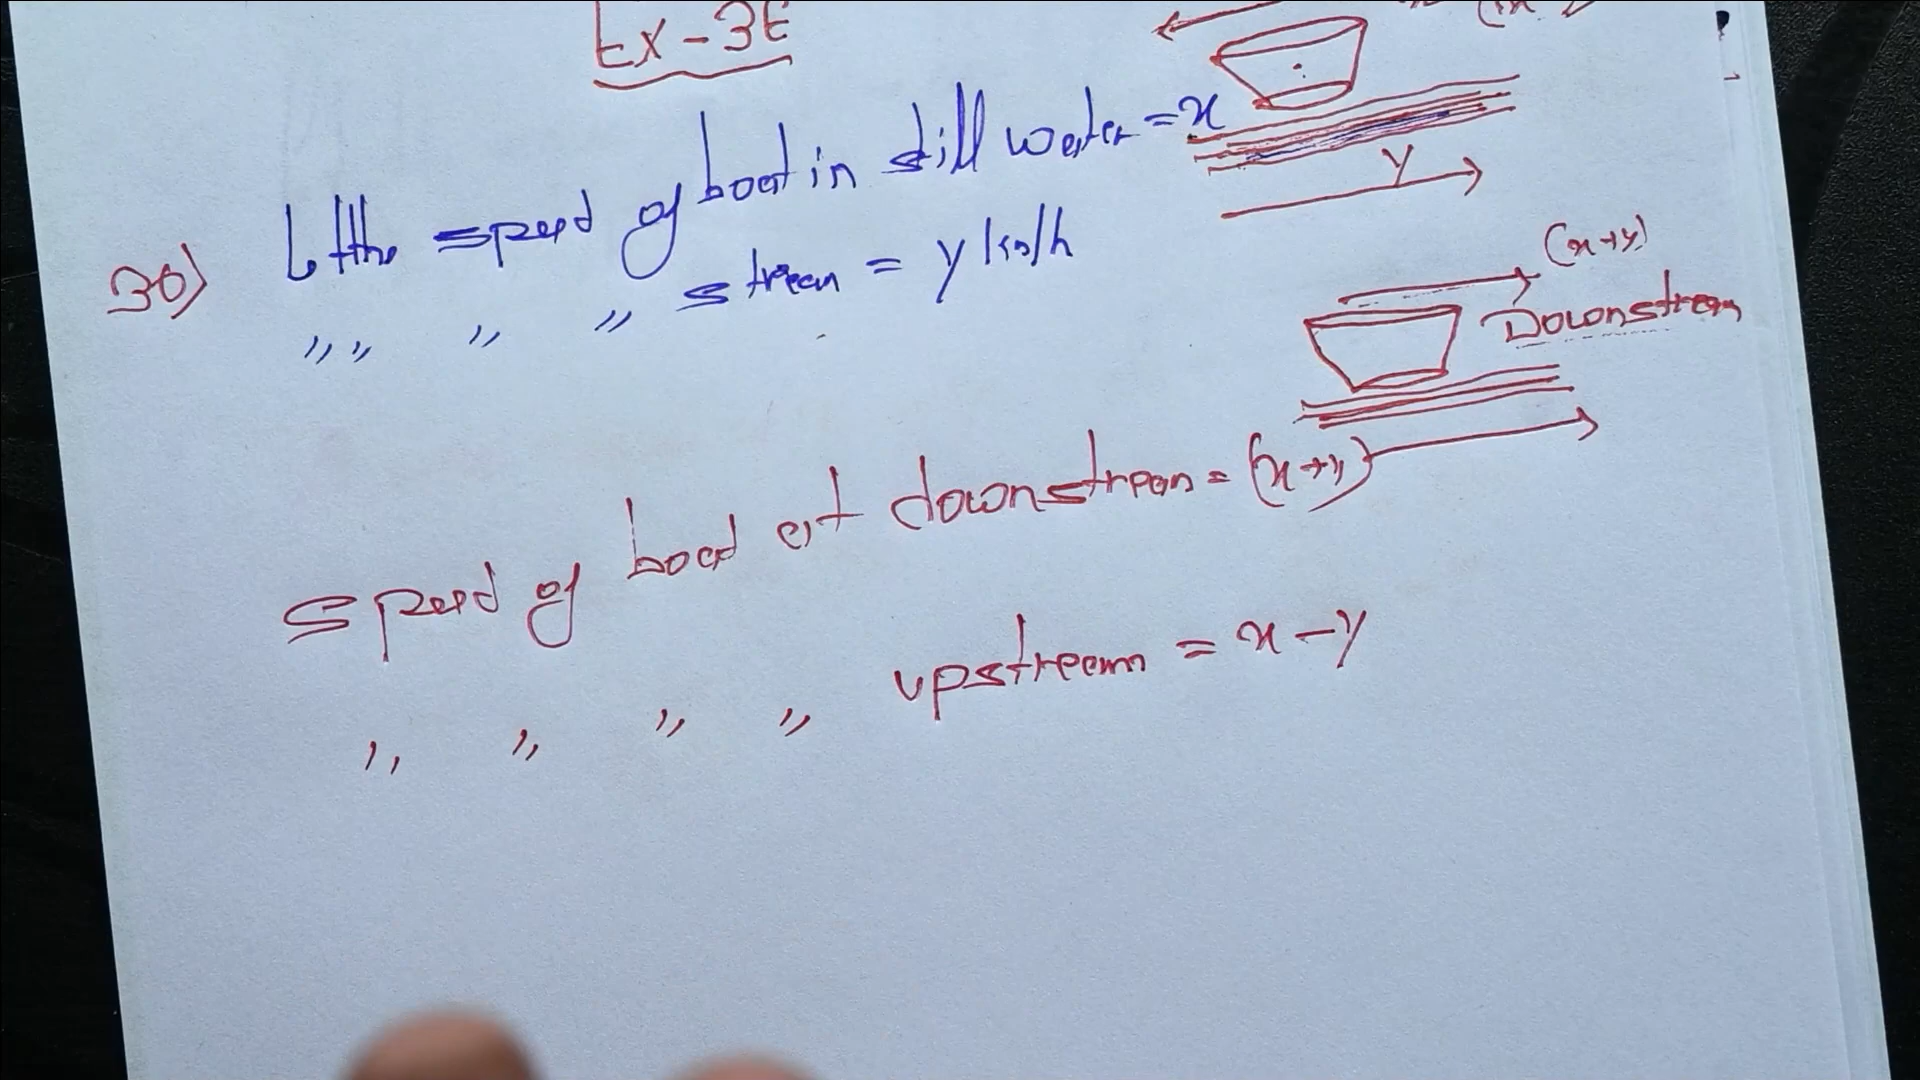 Ex-3E
30) Let the speed of boat in still water = x
" " " " stream = y km/h
y
(x+y)
Downstream
Speed of boat at downstream = (x+y)
" " " " upstream = x-y